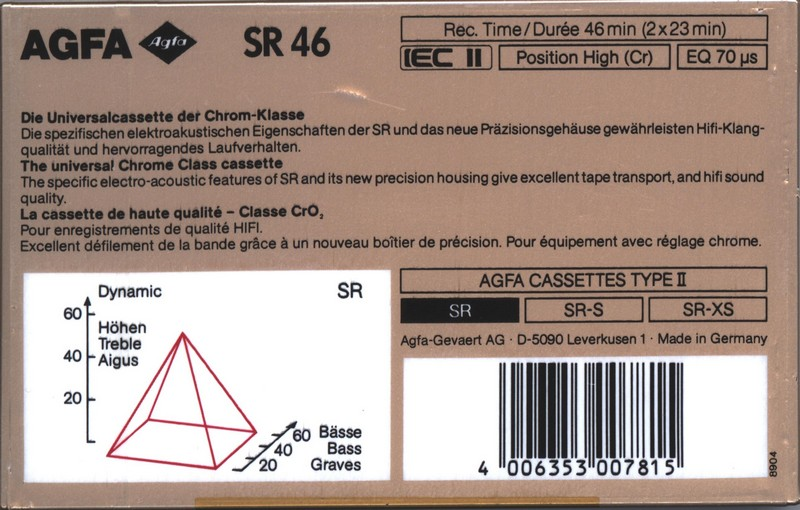 AGFA Agfa SR 46
Rec. Time/Durée 46 min (2x23 min)
IEC II Position High (Cr) EQ 70 µs
Die Universalcassette der Chrom-Klasse
Die spezifischen elektroakustischen Eigenschaften der SR und das neue Präzisionsgehäuse gewährleisten Hifi-Klang-
qualität und hervorragendes Laufverhalten.
The universal Chrome Class cassette
The specific electro-acoustic features of SR and its new precision housing give excellent tape transport, and hifi sound
quality.
La cassette de haute qualité – Classe CrO₂
Pour enregistrements de qualité HIFI.
Excellent défilement de la bande grâce à un nouveau boîtier de précision. Pour équipement avec réglage chrome.
Dynamic SR
60
Höhen
Treble
40
Aigus
20
60 Bässe
40 Bass
20 Graves
AGFA CASSETTES TYPE II
SR SR-S SR-XS
Agfa-Gevaert AG · D-5090 Leverkusen 1 · Made in Germany
4 006353 007815
8904